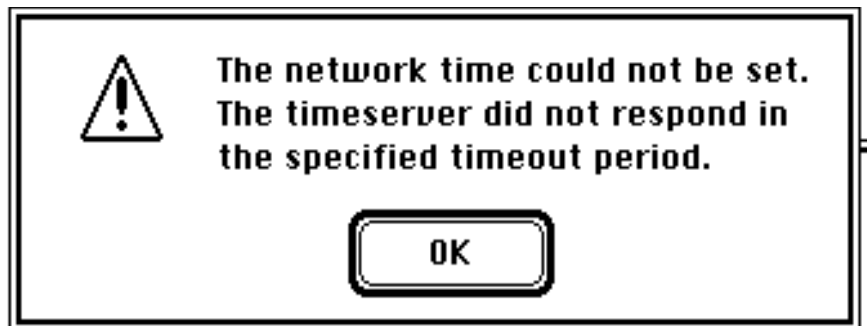 The network time could not be set.
The timeserver did not respond in
the specified timeout period.
OK